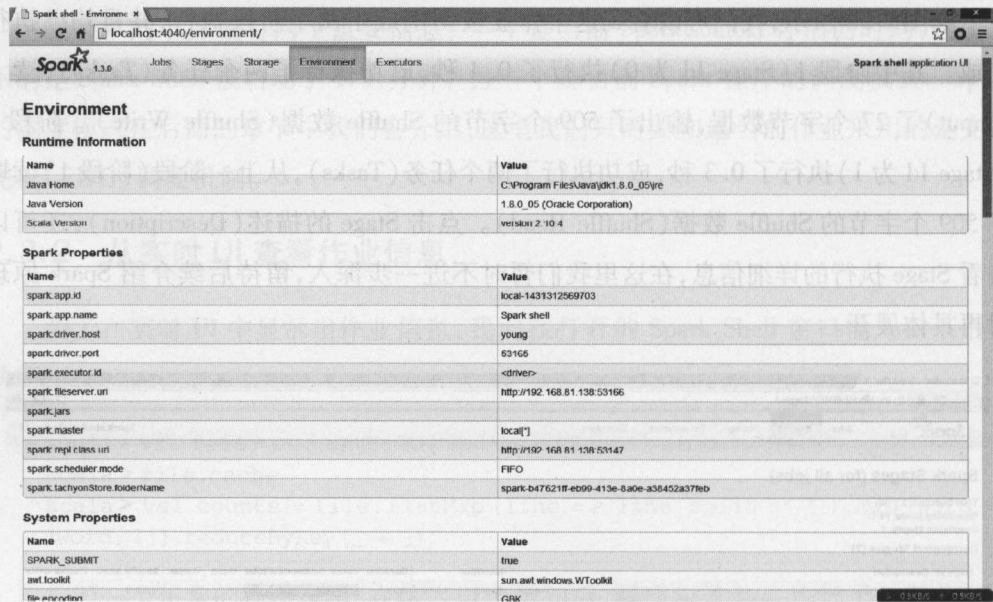 Spark shell - Environme
localhost:4040/environment/
Spark 1.3.0 Jobs Stages Storage Environment Executors Spark shell application UI
Environment
Runtime Information
Name Value
Java Home C:\Program Files\Java\jdk1.8.0_05\jre
Java Version 1.8.0_05 (Oracle Corporation)
Scala Version version 2.10.4
Spark Properties
Name Value
spark.app.id local-1431312569703
spark.app.name Spark shell
spark.driver.host young
spark.driver.port 53165
spark.executor.id <driver>
spark.fileserver.uri http://192.168.81.138:53166
spark.jars
spark.master local[*]
spark.repl.class.uri http://192.168.81.138:53147
spark.scheduler.mode FIFO
spark.tachyonStore.folderName spark-b47621ff-eb99-413e-8a0e-a38452a37feb
System Properties
Name Value
SPARK_SUBMIT true
awt.toolkit sun.awt.windows.WToolkit
file.encoding GBK
0.9KB/S 0.9KB/S